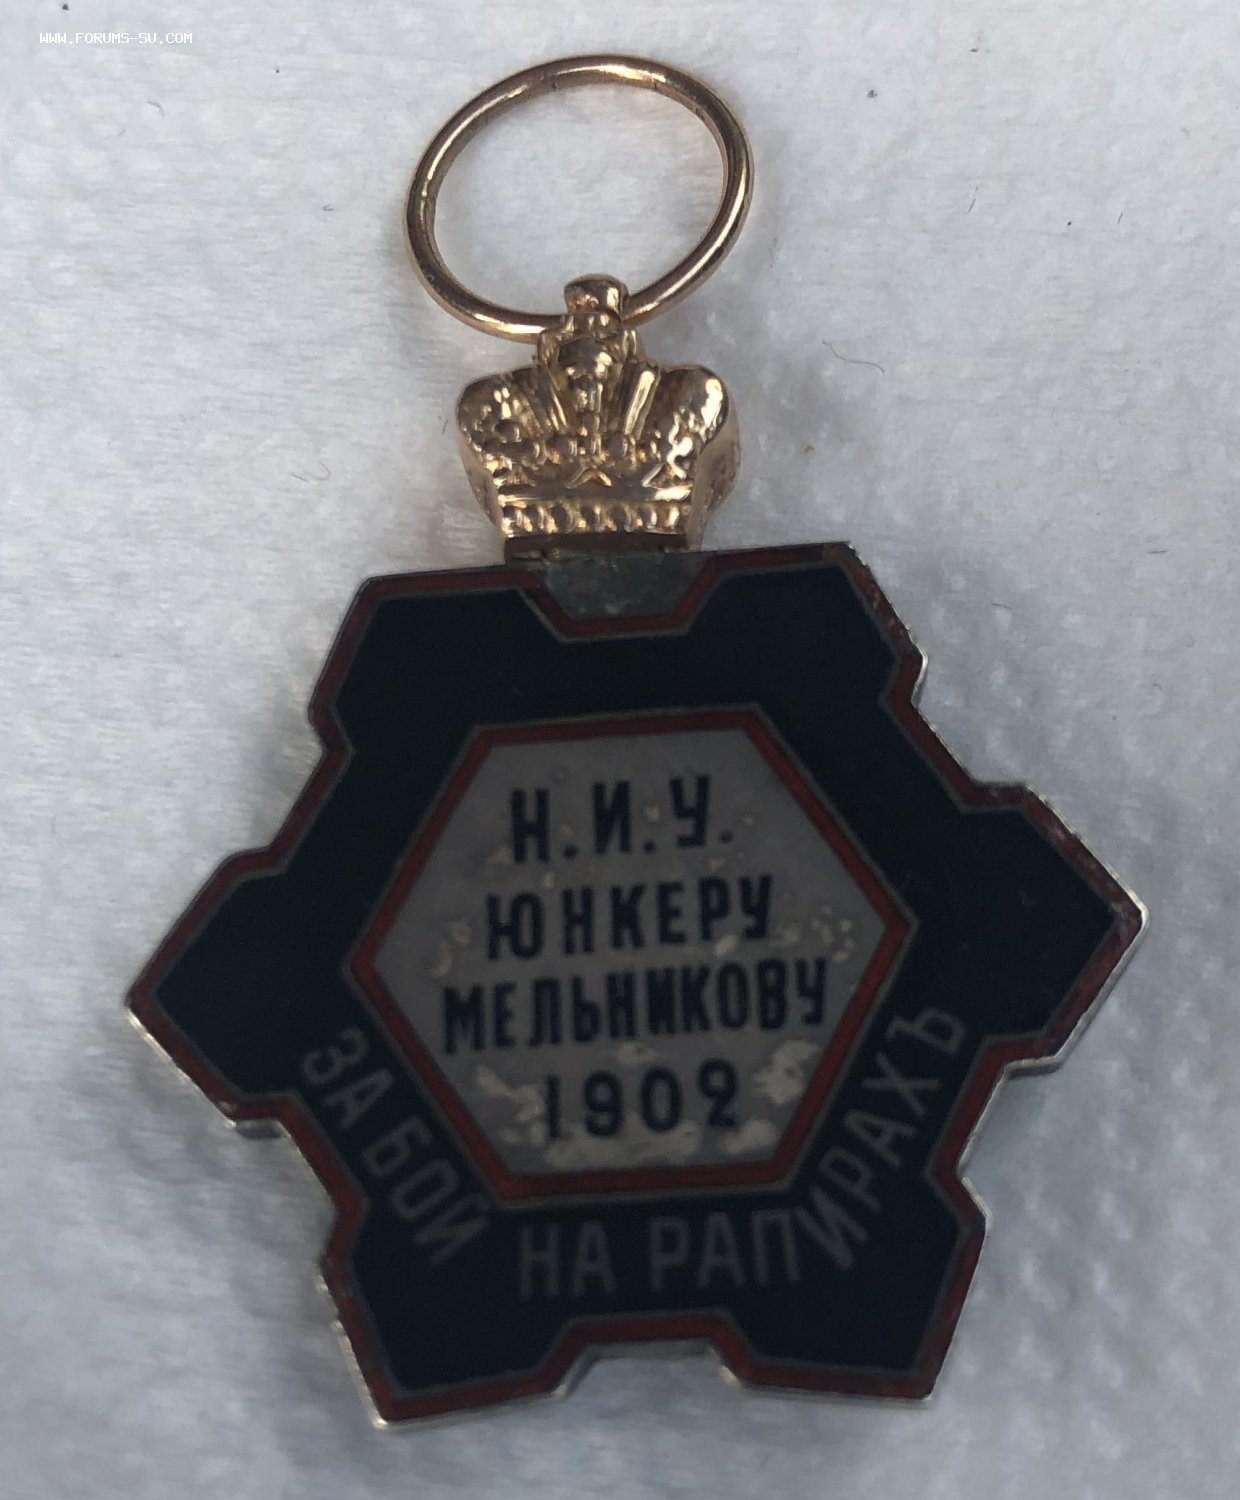 WWW.FORUMS-SU.COM
Н.И.У.
ЮНКЕРУ
МЕЛЬНИКОВУ
1902
ЗА БОЙ НА РАПИРАХЪ